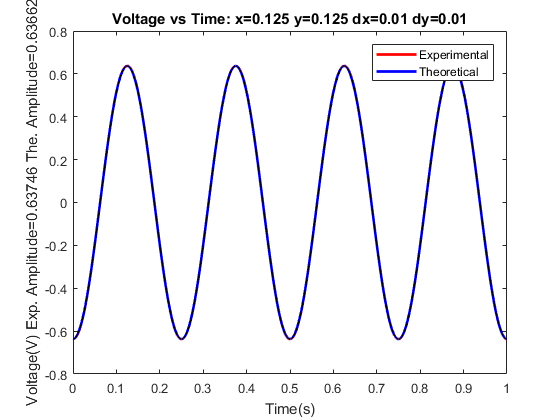 Voltage vs Time: x=0.125 y=0.125 dx=0.01 dy=0.01
Voltage(V) Exp. Amplitude=0.63746 The. Amplitude=0.63662
0.8
0.6
0.4
0.2
0
-0.2
-0.4
-0.6
-0.8
Experimental
Theoretical
0 0.1 0.2 0.3 0.4 0.5 0.6 0.7 0.8 0.9 1
Time(s)